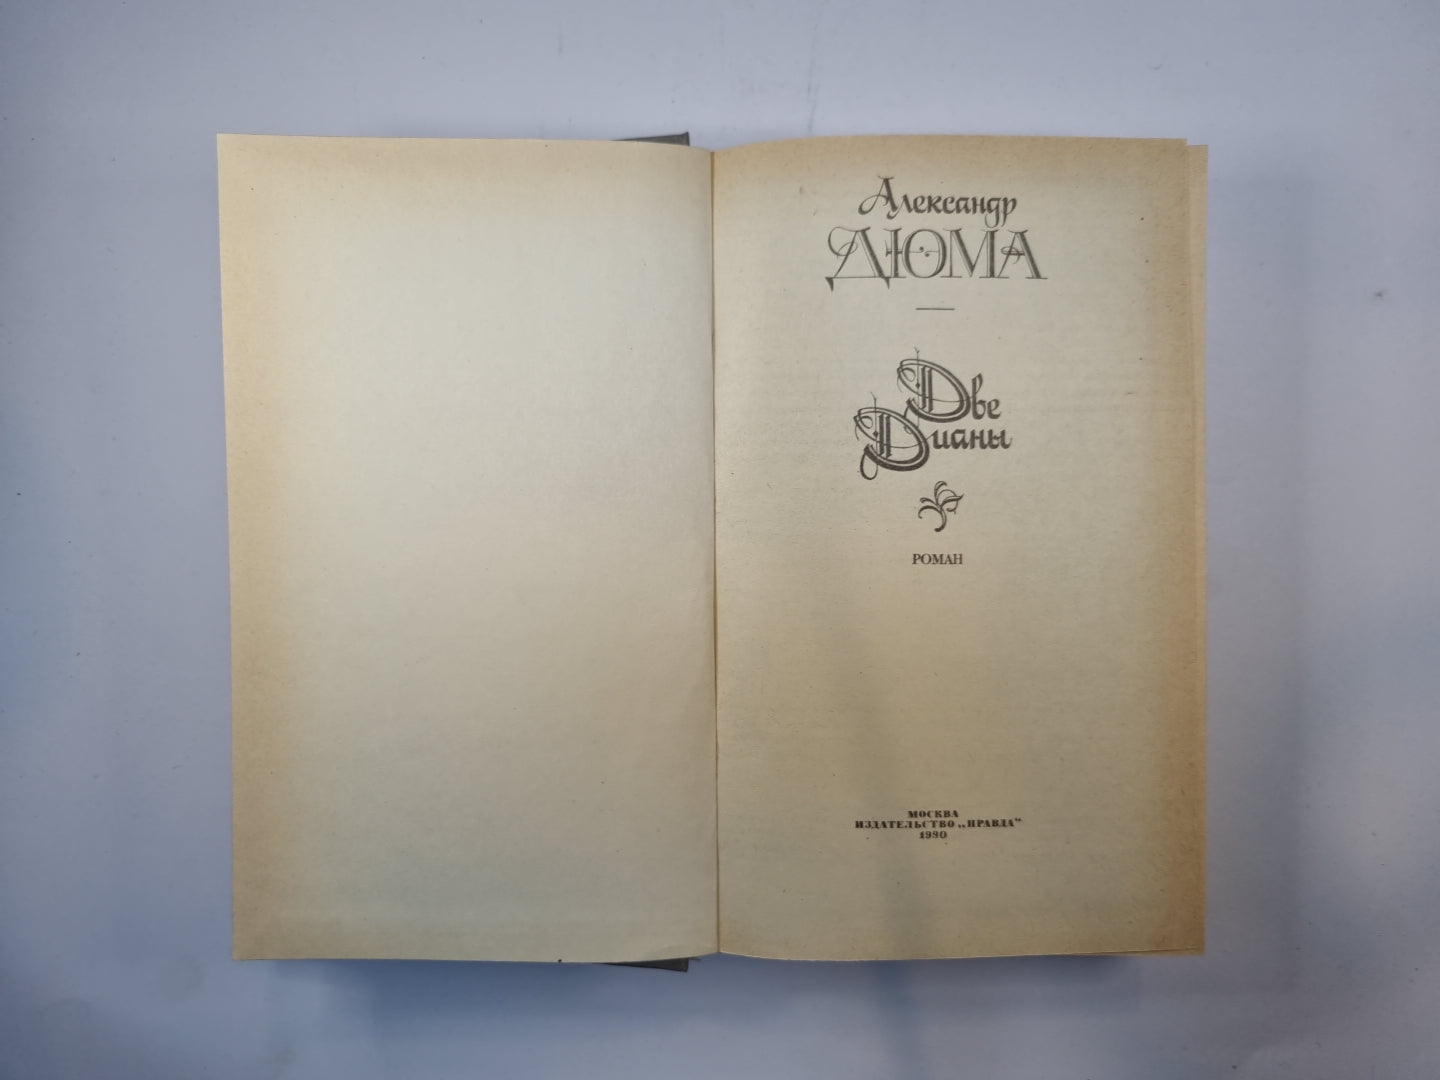 Александр
ДЮМА
Две
Дианы
РОМАН
МОСКВА
ИЗДАТЕЛЬСТВО „ПРАВДА“
1990